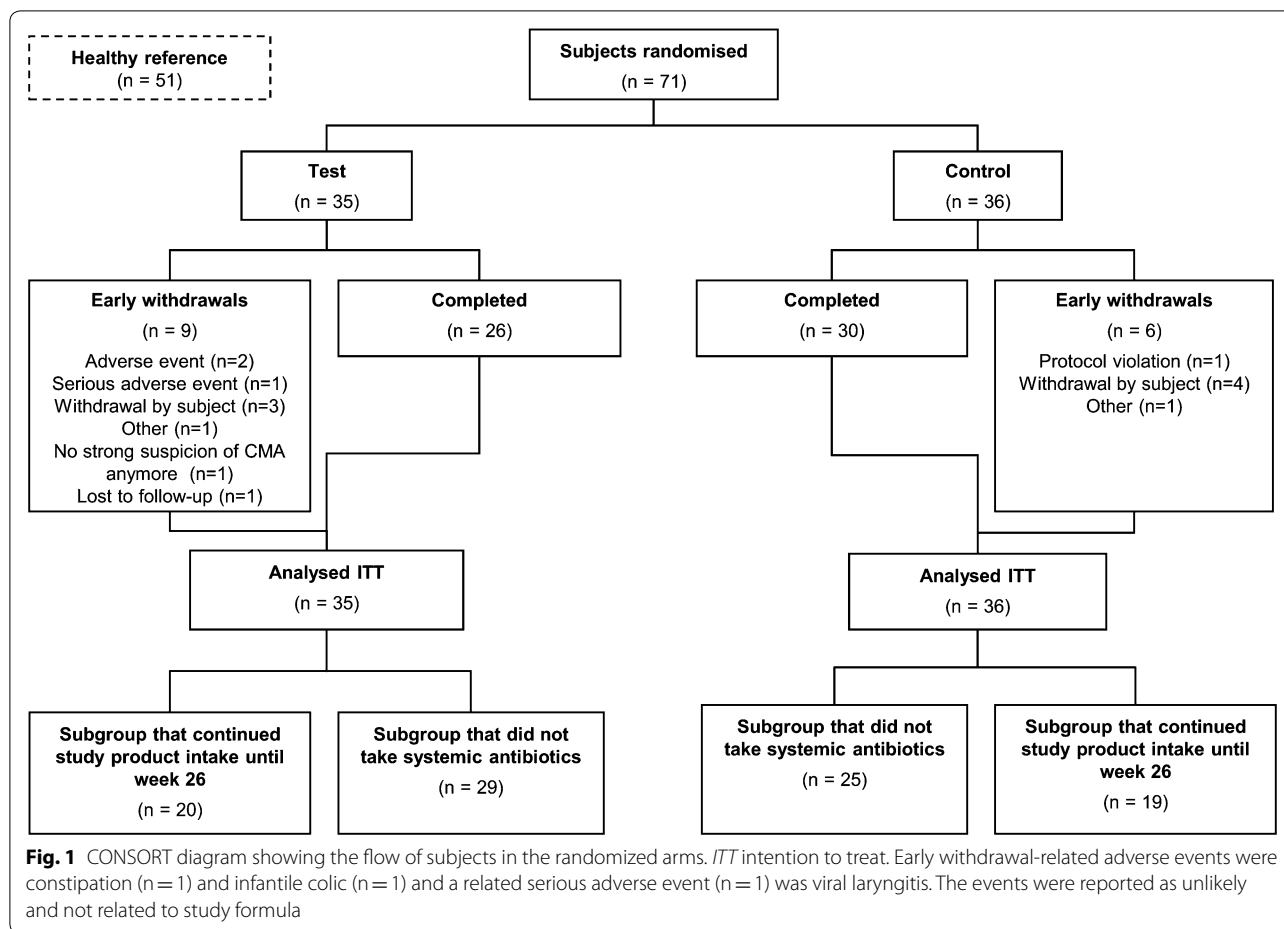 Healthy reference
(n = 51)
Subjects randomised
(n = 71)
Test
(n = 35)
Control
(n = 36)
Early withdrawals
(n = 9)
Adverse event (n=2)
Serious adverse event (n=1)
Withdrawal by subject (n=3)
Other (n=1)
No strong suspicion of CMA
anymore (n=1)
Lost to follow-up (n=1)
Completed
(n = 26)
Completed
(n = 30)
Early withdrawals
(n = 6)
Protocol violation (n=1)
Withdrawal by subject (n=4)
Other (n=1)
Analysed ITT
(n = 35)
Analysed ITT
(n = 36)
Subgroup that continued
study product intake until
week 26
(n = 20)
Subgroup that did not
take systemic antibiotics
(n = 29)
Subgroup that did not
take systemic antibiotics
(n = 25)
Subgroup that continued
study product intake until
week 26
(n = 19)
Fig. 1 CONSORT diagram showing the flow of subjects in the randomized arms. ITT intention to treat. Early withdrawal-related adverse events were
constipation (n = 1) and infantile colic (n = 1) and a related serious adverse event (n = 1) was viral laryngitis. The events were reported as unlikely
and not related to study formula